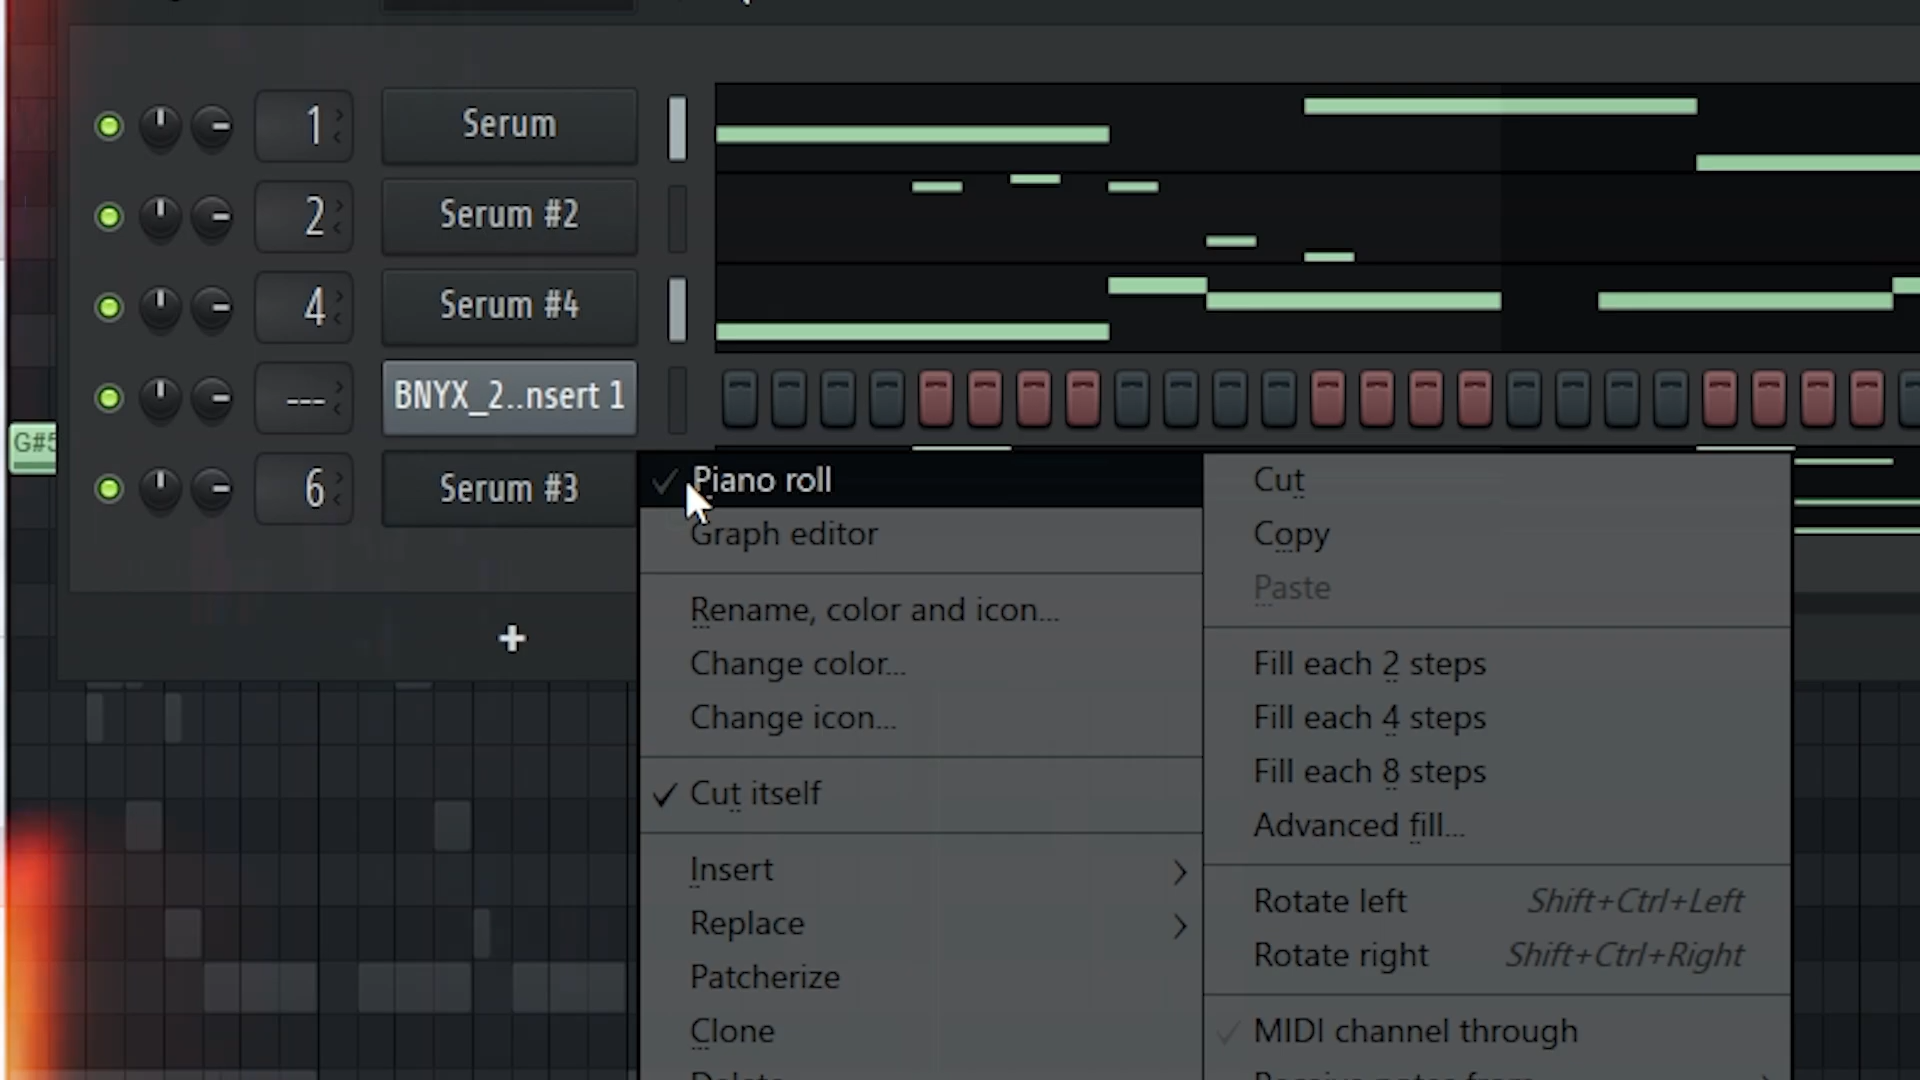 1
Serum
2
Serum #2
4
Serum #4
---
BNYX_2..nsert 1
G#5
6
Serum #3
+
Piano roll
Graph editor
Rename, color and icon...
Change color...
Change icon...
Cut itself
Insert
Replace
Patcherize
Clone
Cut
Copy
Paste
Fill each 2 steps
Fill each 4 steps
Fill each 8 steps
Advanced fill...
Rotate left Shift+Ctrl+Left
Rotate right Shift+Ctrl+Right
MIDI channel through